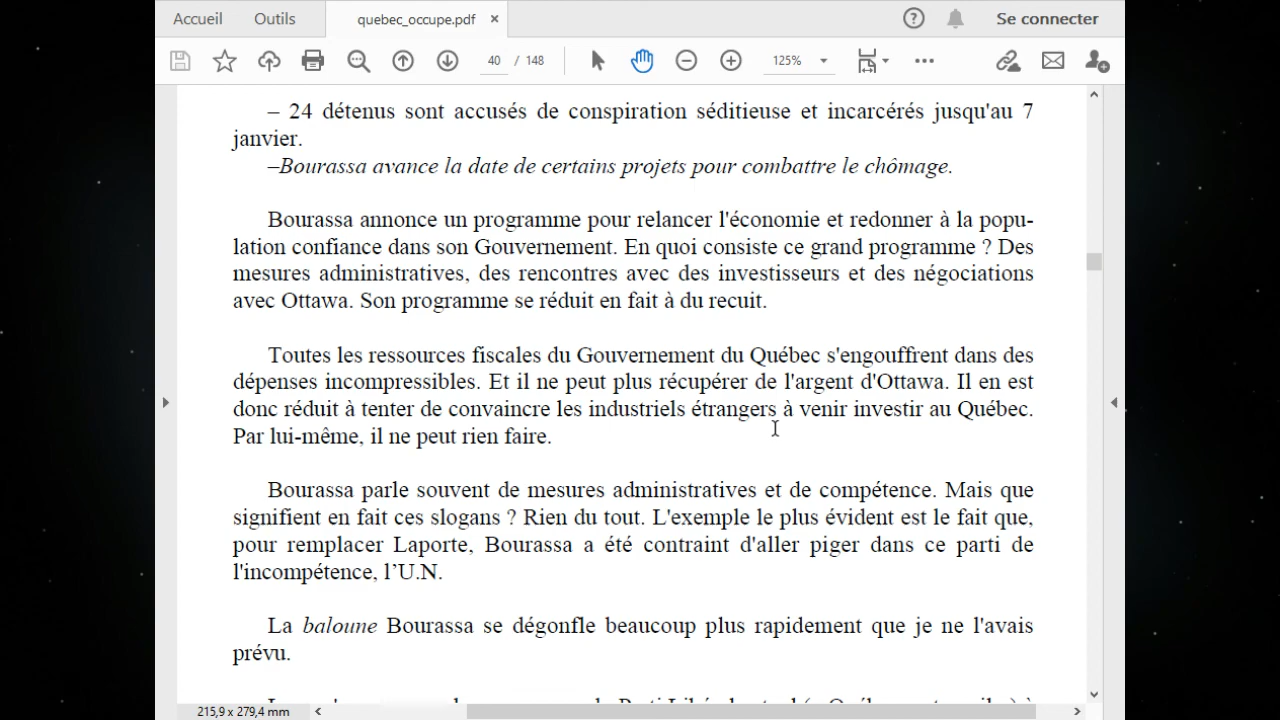 Accueil Outils quebec_occupe.pdf × ? Se connecter
40 / 148 125%
– 24 détenus sont accusés de conspiration séditieuse et incarcérés jusqu'au 7
janvier.
–Bourassa avance la date de certains projets pour combattre le chômage.
Bourassa annonce un programme pour relancer l'économie et redonner à la popu-
lation confiance dans son Gouvernement. En quoi consiste ce grand programme ? Des
mesures administratives, des rencontres avec des investisseurs et des négociations
avec Ottawa. Son programme se réduit en fait à du recuit.
Toutes les ressources fiscales du Gouvernement du Québec s'engouffrent dans des
dépenses incompressibles. Et il ne peut plus récupérer de l'argent d'Ottawa. Il en est
donc réduit à tenter de convaincre les industriels étrangers à venir investir au Québec.
Par lui-même, il ne peut rien faire.
Bourassa parle souvent de mesures administratives et de compétence. Mais que
signifient en fait ces slogans ? Rien du tout. L'exemple le plus évident est le fait que,
pour remplacer Laporte, Bourassa a été contraint d'aller piger dans ce parti de
l'incompétence, l’U.N.
La baloune Bourassa se dégonfle beaucoup plus rapidement que je ne l'avais
prévu.
215,9 x 279,4 mm